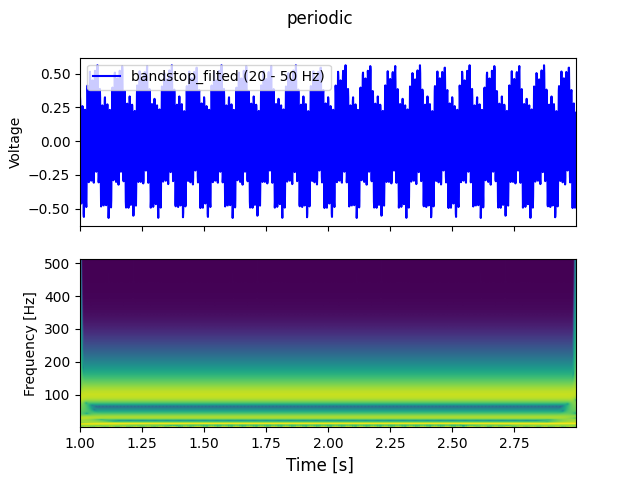 periodic
bandstop_filted (20 - 50 Hz)
Voltage
0.50
0.25
0.00
−0.25
−0.50
Frequency [Hz]
500
400
300
200
100
1.00 1.25 1.50 1.75 2.00 2.25 2.50 2.75
Time [s]